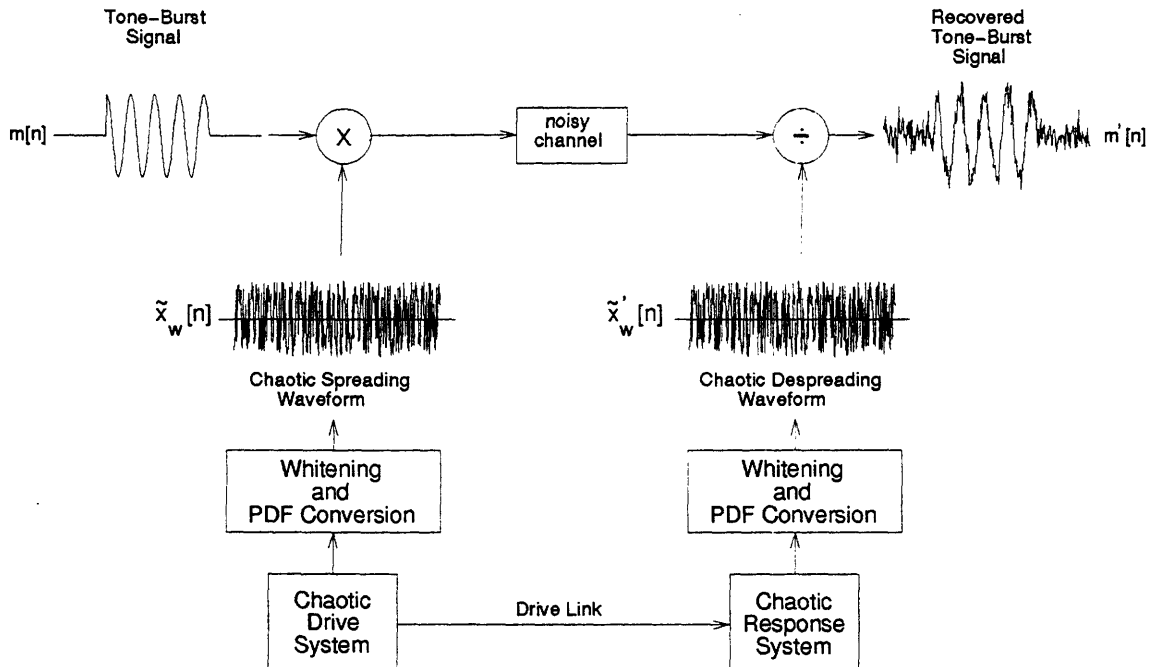 Tone-Burst
Signal
Recovered
Tone-Burst
Signal
m[n]
X
noisy
channel
÷
m'[n]
x̃w[n]
x̃'w[n]
Chaotic Spreading
Waveform
Chaotic Despreading
Waveform
Whitening
and
PDF Conversion
Whitening
and
PDF Conversion
Chaotic
Drive
System
Drive Link
Chaotic
Response
System